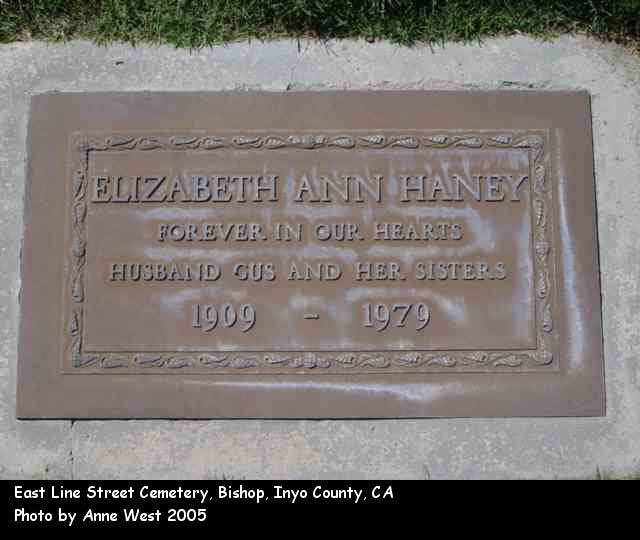 ELIZABETH ANN HANEY
FOREVER IN OUR HEARTS
HUSBAND GUS AND HER SISTERS
1909 - 1979
East Line Street Cemetery, Bishop, Inyo County, CA
Photo by Anne West 2005